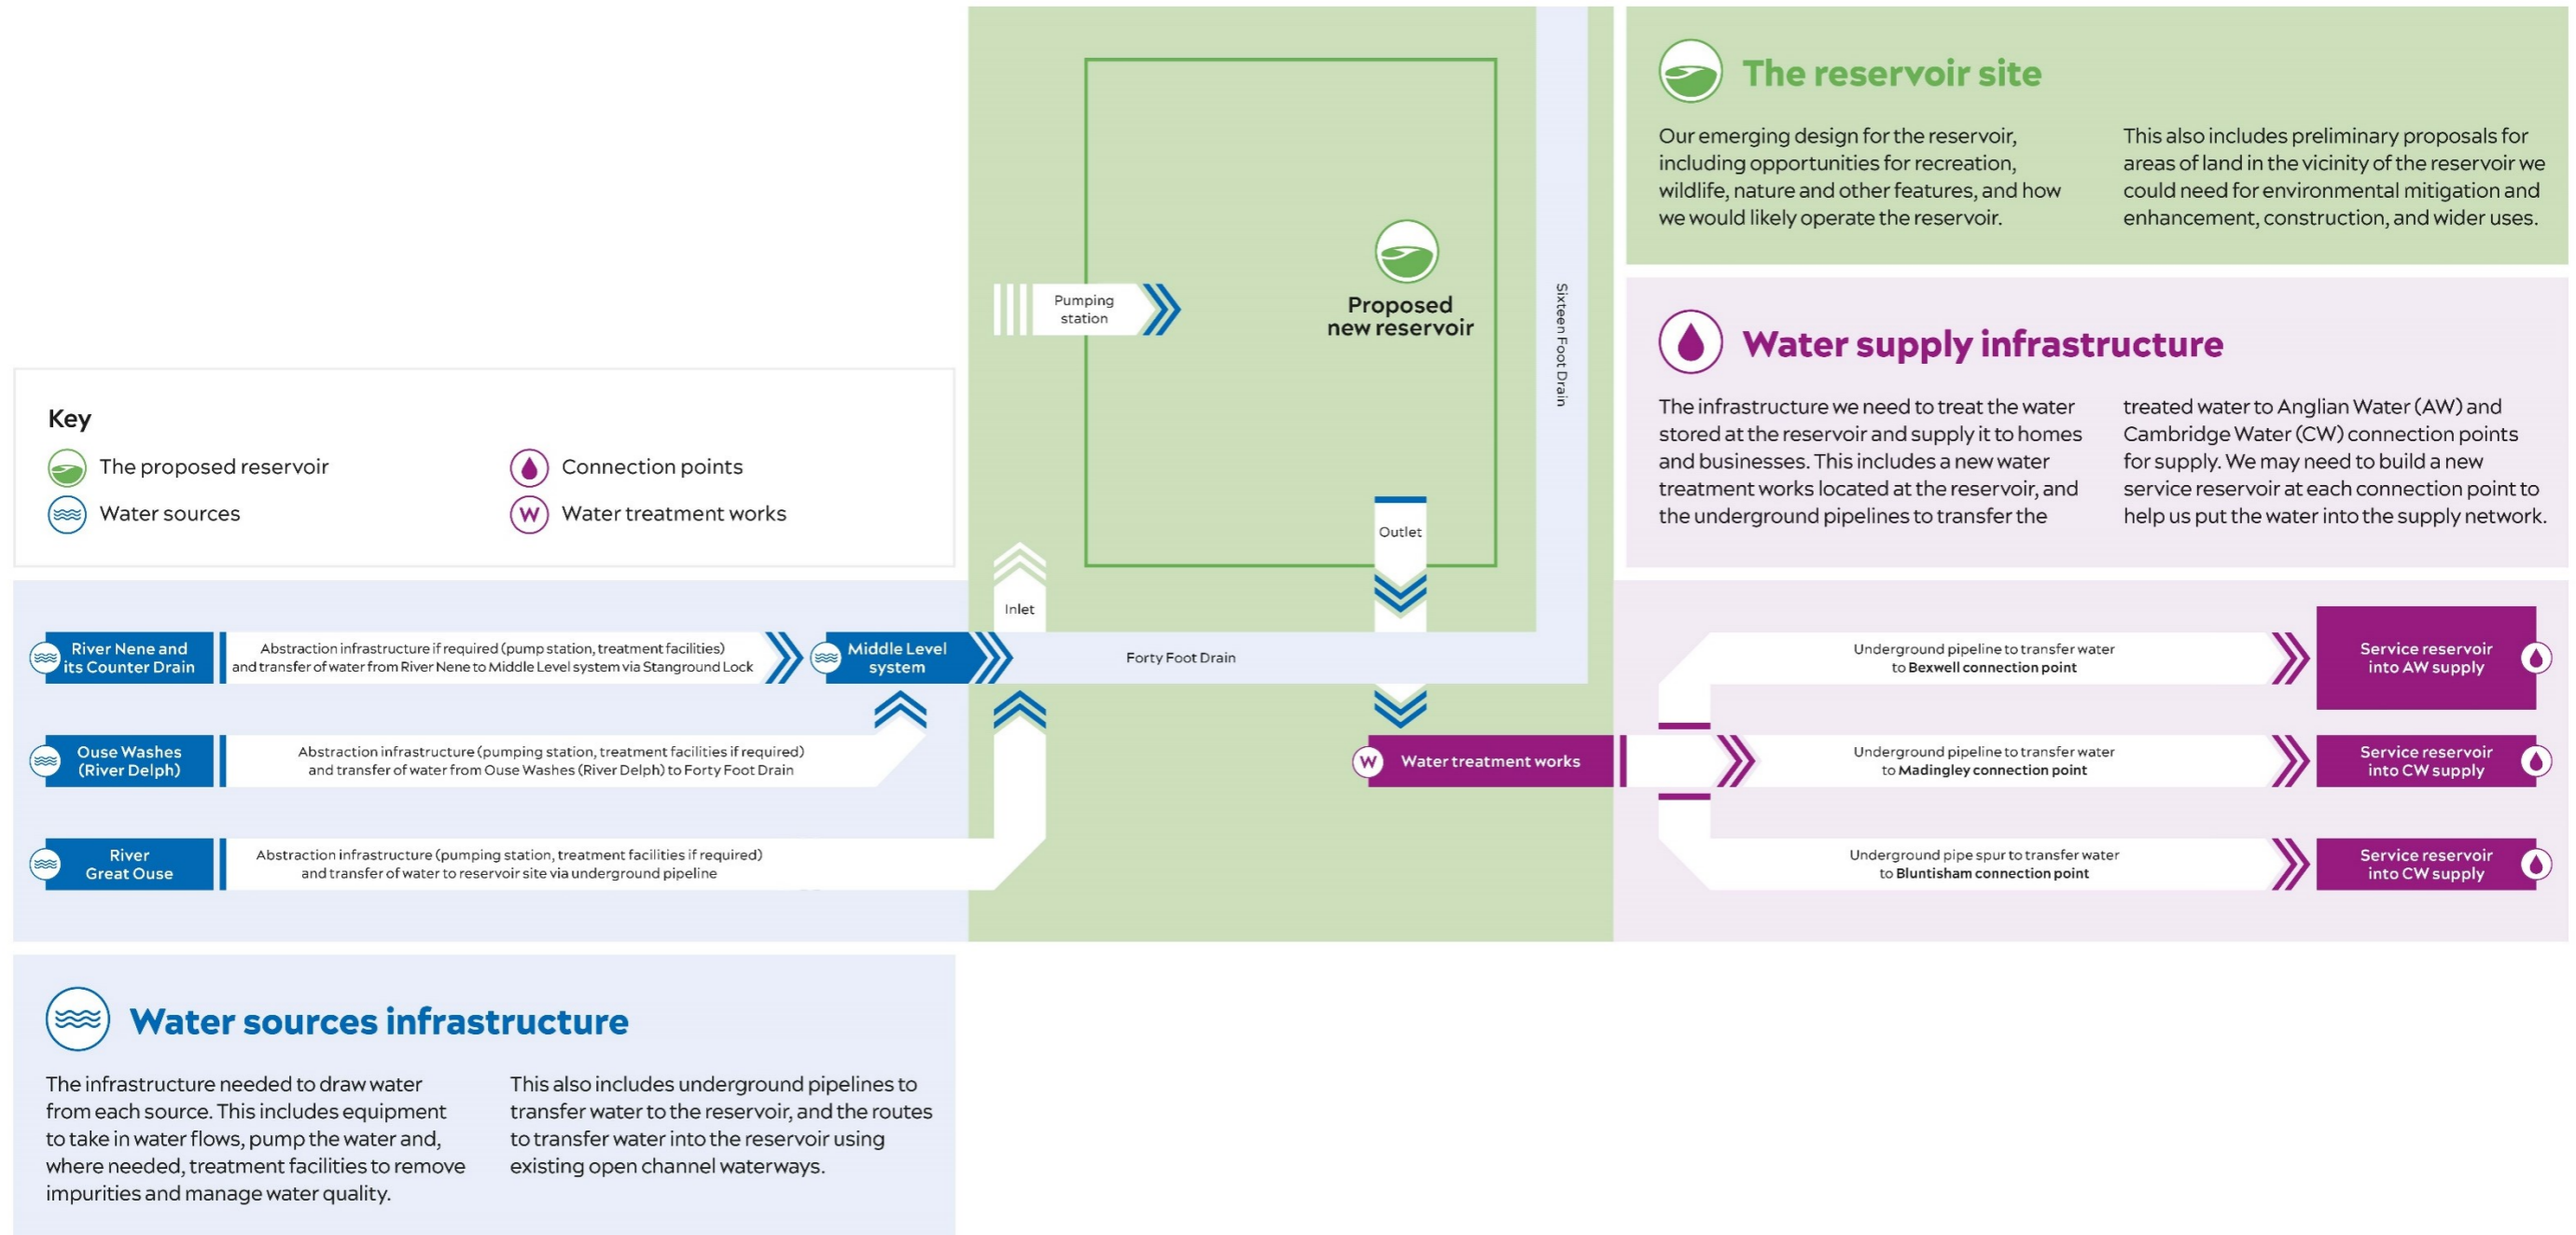 The reservoir site
Our emerging design for the reservoir,
including opportunities for recreation,
wildlife, nature and other features, and how
we would likely operate the reservoir.
This also includes preliminary proposals for
areas of land in the vicinity of the reservoir we
could need for environmental mitigation and
enhancement, construction, and wider uses.
Pumping
station
Proposed
new reservoir
Sixteen Foot Drain
Water supply infrastructure
The infrastructure we need to treat the water
stored at the reservoir and supply it to homes
and businesses. This includes a new water
treatment works located at the reservoir, and
the underground pipelines to transfer the
treated water to Anglian Water (AW) and
Cambridge Water (CW) connection points
for supply. We may need to build a new
service reservoir at each connection point to
help us put the water into the supply network.
Key
The proposed reservoir
Water sources
Connection points
W Water treatment works
Outlet
Inlet
River Nene and
its Counter Drain
Abstraction infrastructure if required (pump station, treatment facilities)
and transfer of water from River Nene to Middle Level system via Stanground Lock
Middle Level
system
Forty Foot Drain
Underground pipeline to transfer water
to Bexwell connection point
Service reservoir
into AW supply
Ouse Washes
(River Delph)
Abstraction infrastructure (pumping station, treatment facilities if required)
and transfer of water from Ouse Washes (River Delph) to Forty Foot Drain
W Water treatment works
Underground pipeline to transfer water
to Madingley connection point
Service reservoir
into CW supply
River
Great Ouse
Abstraction infrastructure (pumping station, treatment facilities if required)
and transfer of water to reservoir site via underground pipeline
Underground pipe spur to transfer water
to Bluntisham connection point
Service reservoir
into CW supply
Water sources infrastructure
The infrastructure needed to draw water
from each source. This includes equipment
to take in water flows, pump the water and,
where needed, treatment facilities to remove
impurities and manage water quality.
This also includes underground pipelines to
transfer water to the reservoir, and the routes
to transfer water into the reservoir using
existing open channel waterways.